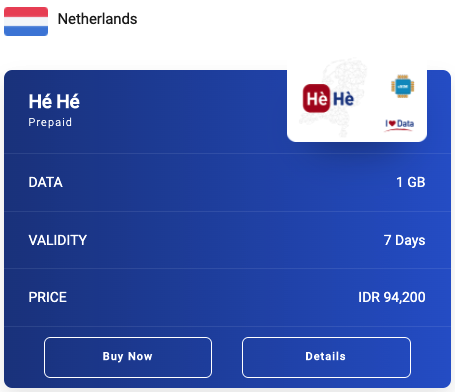 Netherlands
Hé Hé
Prepaid
Hè Hè
I ❤ Data
DATA
1 GB
VALIDITY
7 Days
PRICE
IDR 94,200
Buy Now
Details